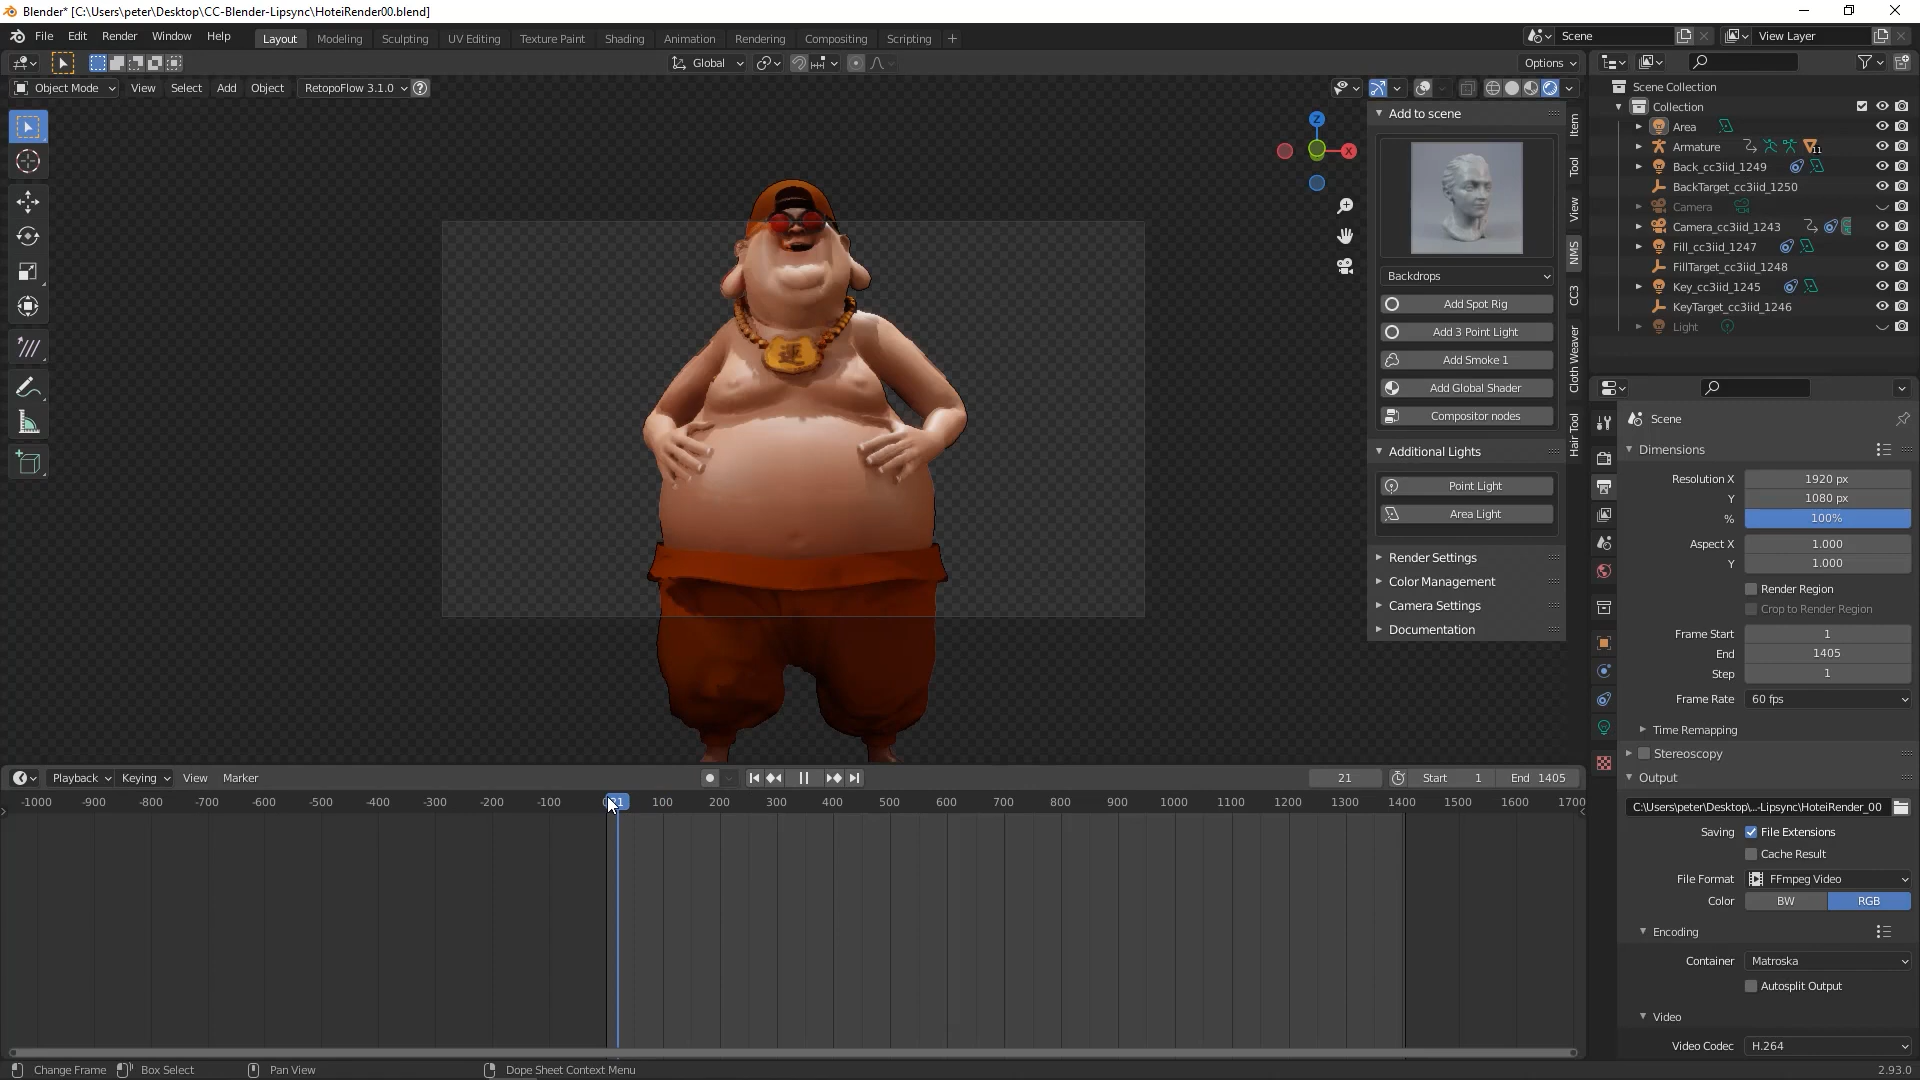 Blender* [C:\Users\peter\Desktop\CC-Blender-Lipsync\HoteiRender00.blend]
File Edit Render Window Help Layout Modeling Sculpting UV Editing Texture Paint Shading Animation Rendering Compositing Scripting + Scene View Layer
Global Options
Object Mode View Select Add Object RetopoFlow 3.1.0 ?
Z
X
Add to scene
Backdrops
Add Spot Rig
Add 3 Point Light
Add Smoke 1
Add Global Shader
Compositor nodes
Additional Lights
Point Light
Area Light
Render Settings
Color Management
Camera Settings
Documentation
Item
Tool
View
NMS
CC3
Cloth Weaver
Hair Tool
Scene Collection
Collection
Area
Armature 11
Back_cc3iid_1249
BackTarget_cc3iid_1250
Camera
Camera_cc3iid_1243
Fill_cc3iid_1247
FillTarget_cc3iid_1248
Key_cc3iid_1245
KeyTarget_cc3iid_1246
Light
Scene
Dimensions
Resolution X 1920 px
Y 1080 px
% 100%
Aspect X 1.000
Y 1.000
Render Region
Crop to Render Region
Frame Start 1
End 1405
Step 1
Frame Rate 60 fps
Time Remapping
Stereoscopy
Output
C:\Users\peter\Desktop\...-Lipsync\HoteiRender_00
Saving File Extensions
Cache Result
File Format FFmpeg Video
Color BW RGB
Encoding
Container Matroska
Autosplit Output
Video
Video Codec H.264
Playback Keying View Marker 21 Start 1 End 1405
-1000 -900 -800 -700 -600 -500 -400 -300 -200 -100 21 100 200 300 400 500 600 700 800 900 1000 1100 1200 1300 1400 1500 1600 1700
Change Frame Box Select Pan View Dope Sheet Context Menu 2.93.0